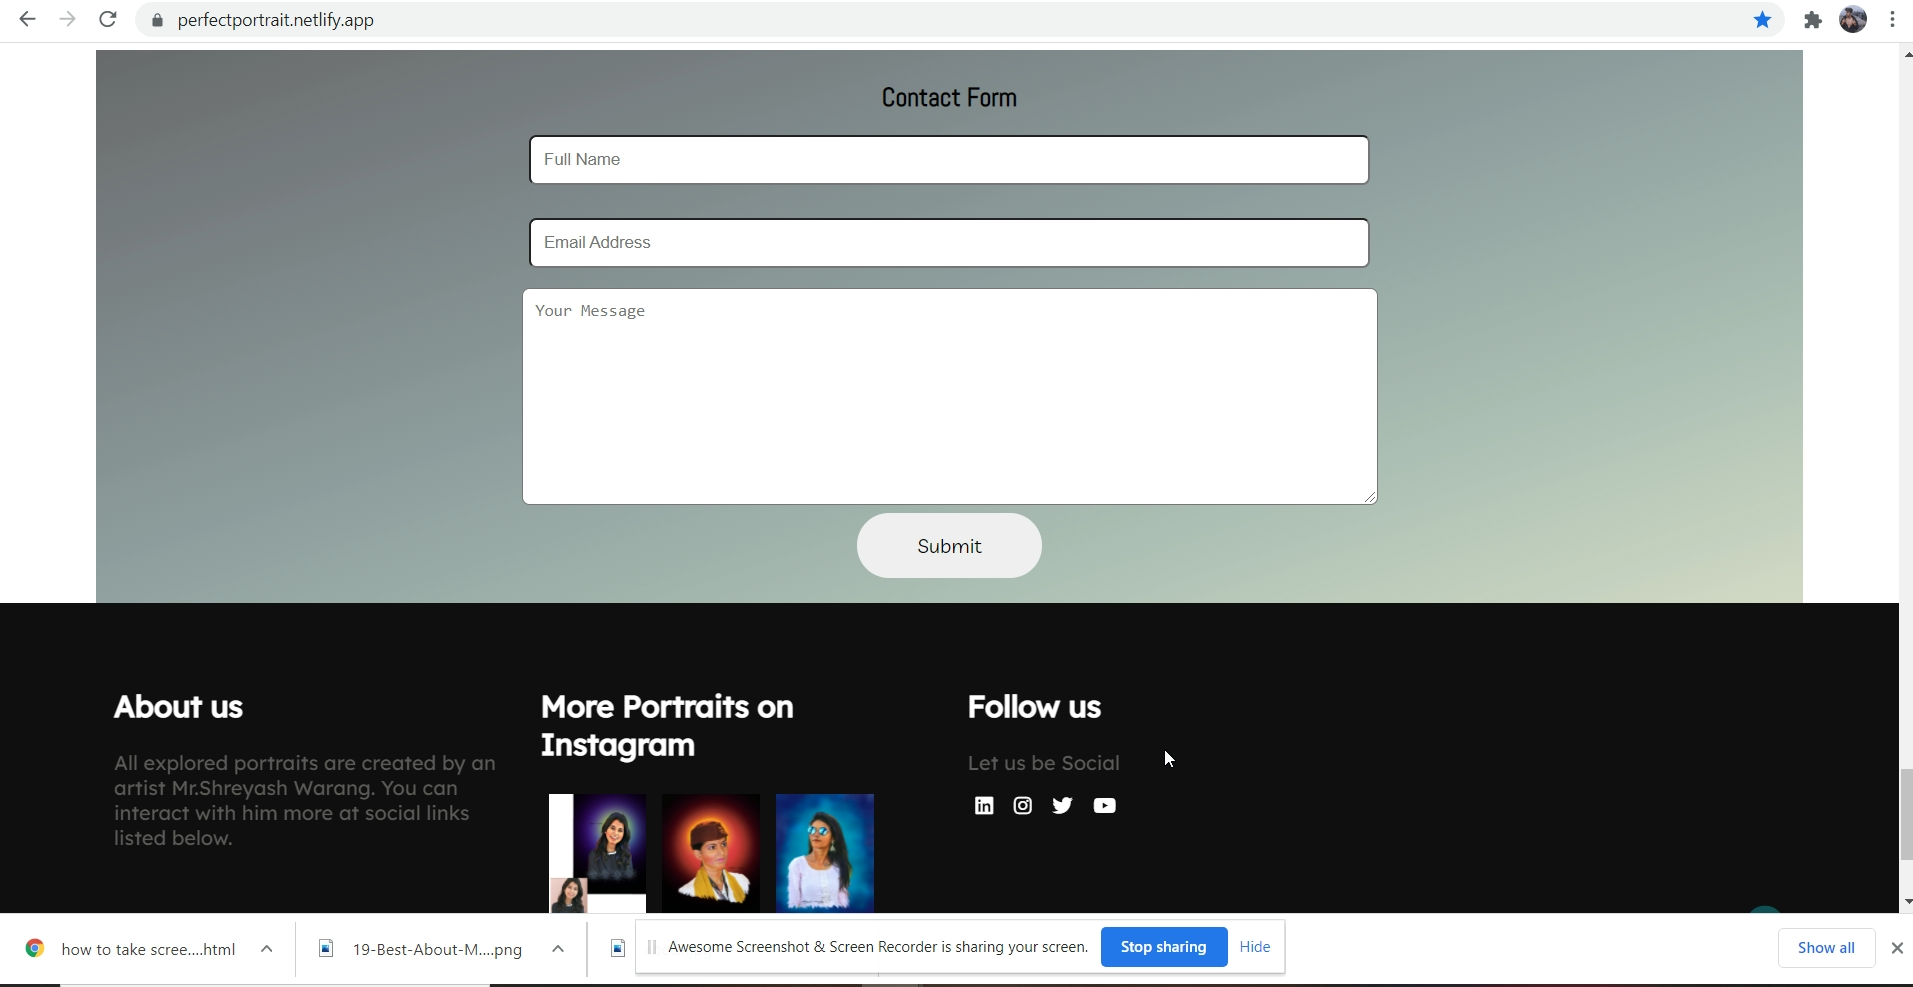 perfectportrait.netlify.app
Contact Form
Full Name
Email Address
Your Message
Submit
About us
All explored portraits are created by an
artist Mr.Shreyash Warang. You can
interact with him more at social links
listed below.
More Portraits on
Instagram
Follow us
Let us be Social
how to take scree....html
19-Best-About-M....png
Awesome Screenshot & Screen Recorder is sharing your screen.
Stop sharing
Hide
Show all